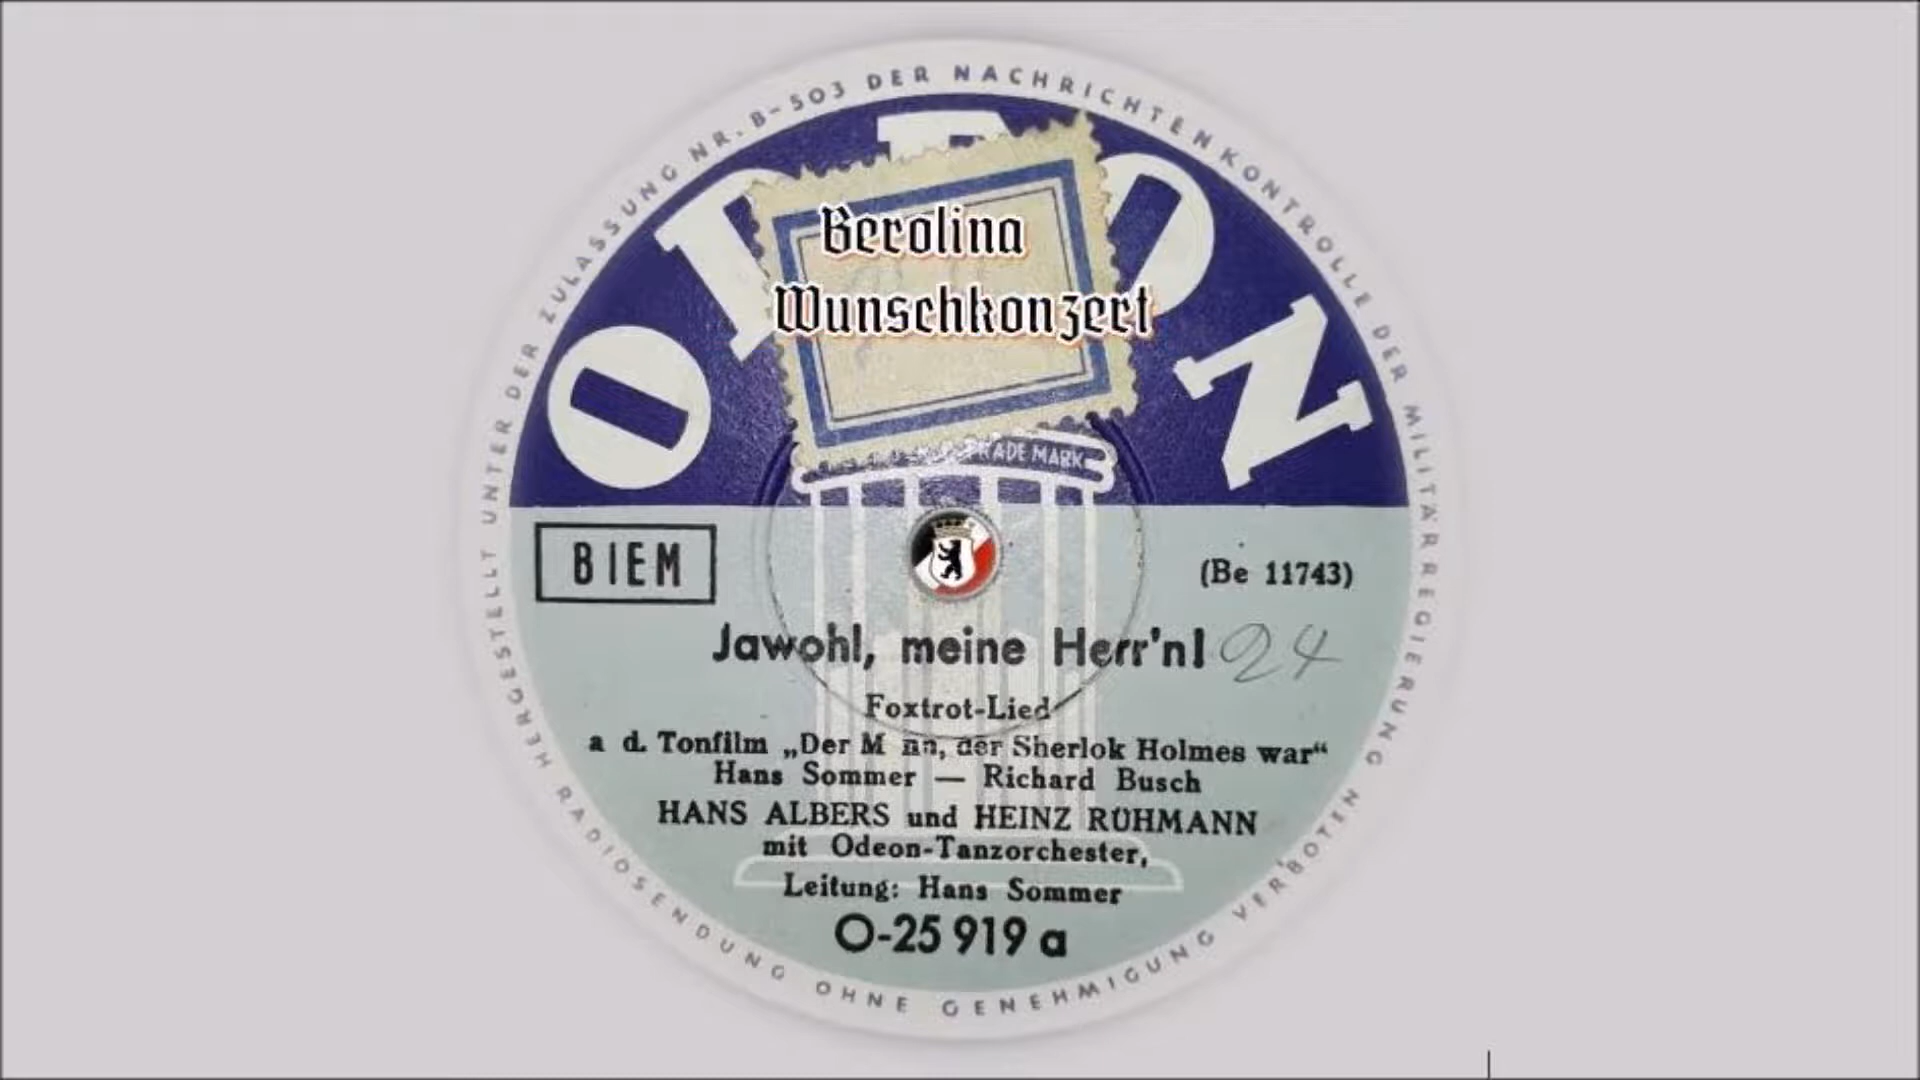 HERGESTELLT UNTER DER ZULASSUNG NR. B-503 DER NACHRICHTENKONTROLLE DER MILITÄRREGIERUNG
ODEON
Berolina
Wunschkonzert
TRADE MARK
BIEM
(Be 11743)
Jawohl, meine Herr'n! 24
Foxtrot-Lied
a d. Tonfilm „Der M nn, der Sherlok Holmes war“
Hans Sommer — Richard Busch
HANS ALBERS und HEINZ RÜHMANN
mit Odeon-Tanzorchester,
Leitung: Hans Sommer
O-25 919 a
RADIOSENDUNG OHNE GENEHMIGUNG VERBOTEN